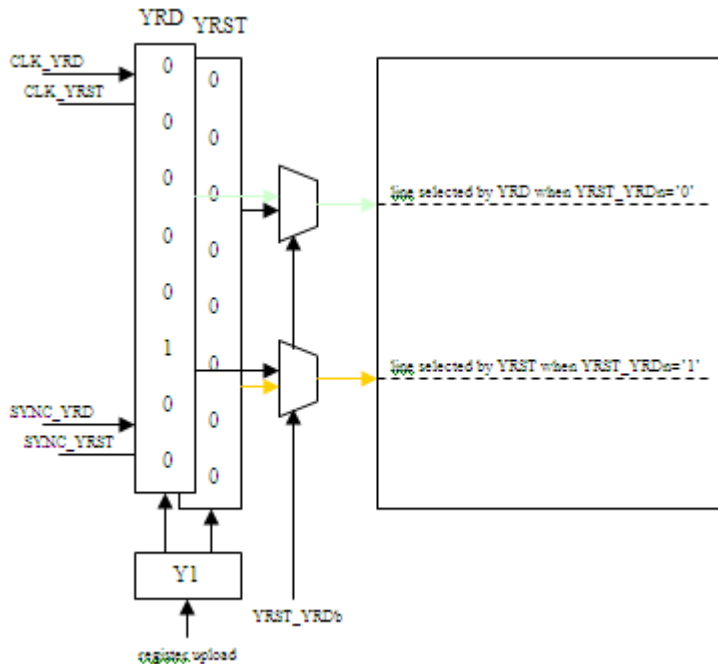 YRD
YRST
CLK_YRD
CLK_YRST
0
0
0
0
0
1
0
0
0
0
0
0
0
0
0
0
line selected by YRD when YRST_YRDn='0'
line selected by YRST when YRST_YRDn='1'
SYNC_YRD
SYNC_YRST
Y1
YRST_YRDb
register upload